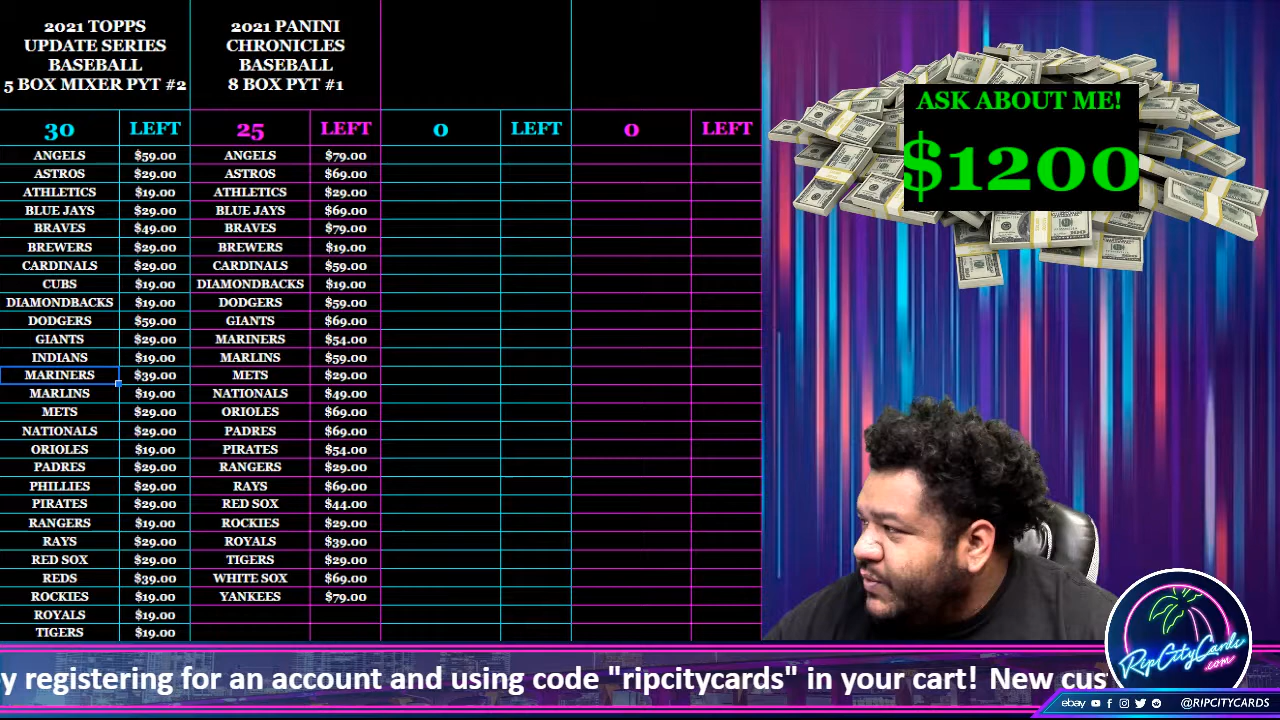 2021 TOPPS
UPDATE SERIES
BASEBALL
5 BOX MIXER PYT #2
30 LEFT
ANGELS $59.00
ASTROS $29.00
ATHLETICS $19.00
BLUE JAYS $29.00
BRAVES $49.00
BREWERS $29.00
CARDINALS $29.00
CUBS $19.00
DIAMONDBACKS $19.00
DODGERS $59.00
GIANTS $29.00
INDIANS $19.00
MARINERS $39.00
MARLINS $19.00
METS $29.00
NATIONALS $29.00
ORIOLES $19.00
PADRES $29.00
PHILLIES $29.00
PIRATES $29.00
RANGERS $19.00
RAYS $29.00
RED SOX $29.00
REDS $39.00
ROCKIES $19.00
ROYALS $19.00
TIGERS $19.00
2021 PANINI
CHRONICLES
BASEBALL
8 BOX PYT #1
25 LEFT
ANGELS $79.00
ASTROS $69.00
ATHLETICS $29.00
BLUE JAYS $69.00
BRAVES $79.00
BREWERS $19.00
CARDINALS $59.00
DIAMONDBACKS $19.00
DODGERS $59.00
GIANTS $69.00
MARINERS $54.00
MARLINS $59.00
METS $29.00
NATIONALS $49.00
ORIOLES $69.00
PADRES $69.00
PIRATES $54.00
RANGERS $29.00
RAYS $69.00
RED SOX $44.00
ROCKIES $29.00
ROYALS $39.00
TIGERS $29.00
WHITE SOX $69.00
YANKEES $79.00
0 LEFT
0 LEFT
ASK ABOUT ME!
$1200
y registering for an account and using code "ripcitycards" in your cart! New cus
RipCityCards
.com
ebay @RIPCITYCARDS